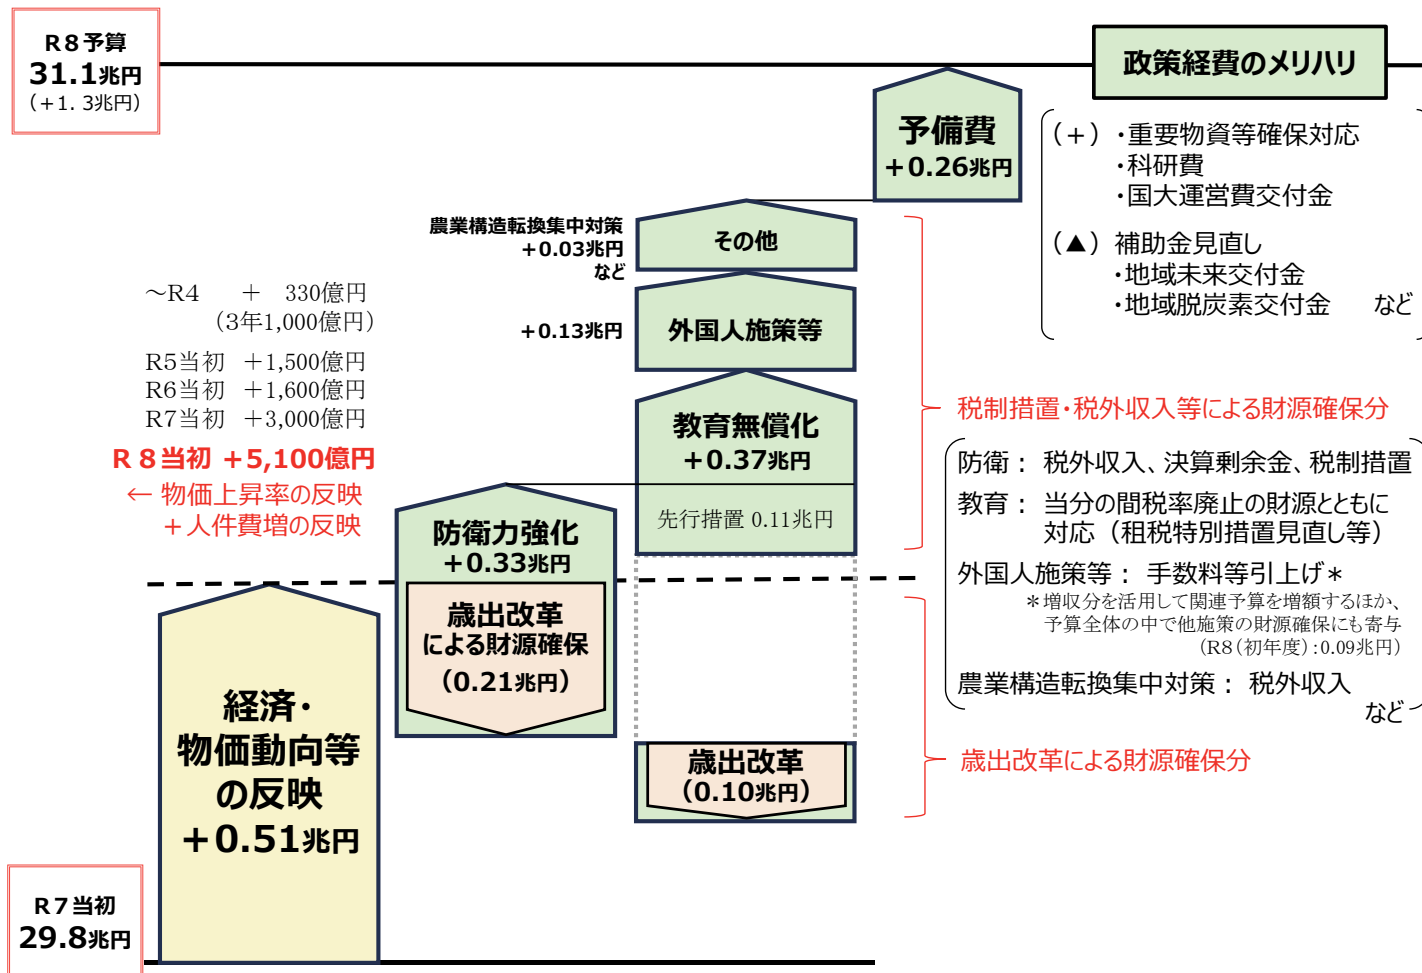 R8予算
31.1兆円
(+1.3兆円)
政策経費のメリハリ
予備費
+0.26兆円
(+) ・重要物資等確保対応
・科研費
・国大運営費交付金
(▲) 補助金見直し
・地域未来交付金
・地域脱炭素交付金 など
農業構造転換集中対策
+0.03兆円
など
その他
+0.13兆円
外国人施策等
~R4 + 330億円
(3年1,000億円)
R5当初 +1,500億円
R6当初 +1,600億円
R7当初 +3,000億円
R8当初 +5,100億円
← 物価上昇率の反映
+人件費増の反映
教育無償化
+0.37兆円
先行措置 0.11兆円
防衛力強化
+0.33兆円
歳出改革
による財源確保
(0.21兆円)
税制措置・税外収入等による財源確保分
防衛: 税外収入、決算剰余金、税制措置
教育: 当分の間税率廃止の財源とともに
対応(租税特別措置見直し等)
外国人施策等: 手数料等引上げ*
*増収分を活用して関連予算を増額するほか、
予算全体の中で他施策の財源確保にも寄与
(R8(初年度):0.09兆円)
農業構造転換集中対策: 税外収入
など
経済・
物価動向等
の反映
+0.51兆円
歳出改革
(0.10兆円)
歳出改革による財源確保分
R7当初
29.8兆円